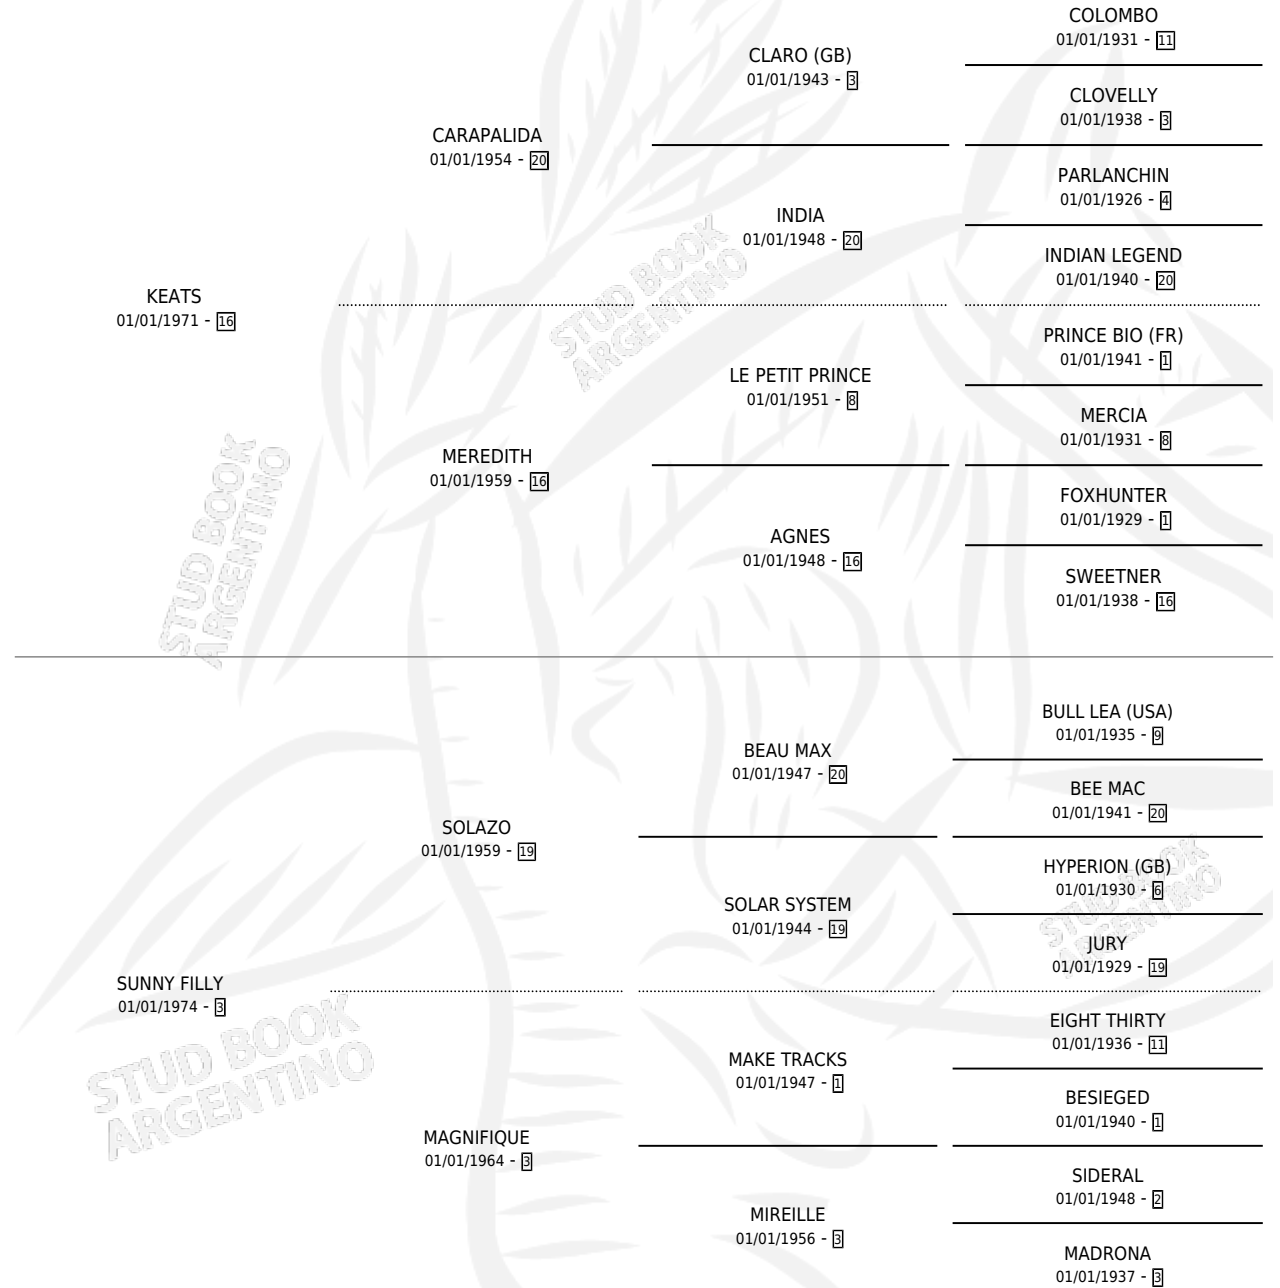 COLOMBO
01/01/1931 - 11
CLARO (GB)
01/01/1943 - 3
CLOVELLY
01/01/1938 - 3
CARAPALIDA
01/01/1954 - 20
PARLANCHIN
01/01/1926 - 4
INDIA
01/01/1948 - 20
INDIAN LEGEND
01/01/1940 - 20
KEATS
01/01/1971 - 16
PRINCE BIO (FR)
01/01/1941 - 1
LE PETIT PRINCE
01/01/1951 - 8
MERCIA
01/01/1931 - 8
MEREDITH
01/01/1959 - 16
FOXHUNTER
01/01/1929 - 1
AGNES
01/01/1948 - 16
SWEETNER
01/01/1938 - 16
BULL LEA (USA)
01/01/1935 - 9
BEAU MAX
01/01/1947 - 20
BEE MAC
01/01/1941 - 20
SOLAZO
01/01/1959 - 19
HYPERION (GB)
01/01/1930 - 6
SOLAR SYSTEM
01/01/1944 - 19
JURY
01/01/1929 - 19
SUNNY FILLY
01/01/1974 - 3
EIGHT THIRTY
01/01/1936 - 11
MAKE TRACKS
01/01/1947 - 1
BESIEGED
01/01/1940 - 1
MAGNIFIQUE
01/01/1964 - 3
SIDERAL
01/01/1948 - 2
MIREILLE
01/01/1956 - 3
MADRONA
01/01/1937 - 3
STUD BOOK
ARGENTINO
STUD BOOK
ARGENTINO
STUD BOOK
ARGENTINO
STUD BOOK
ARGENTINO